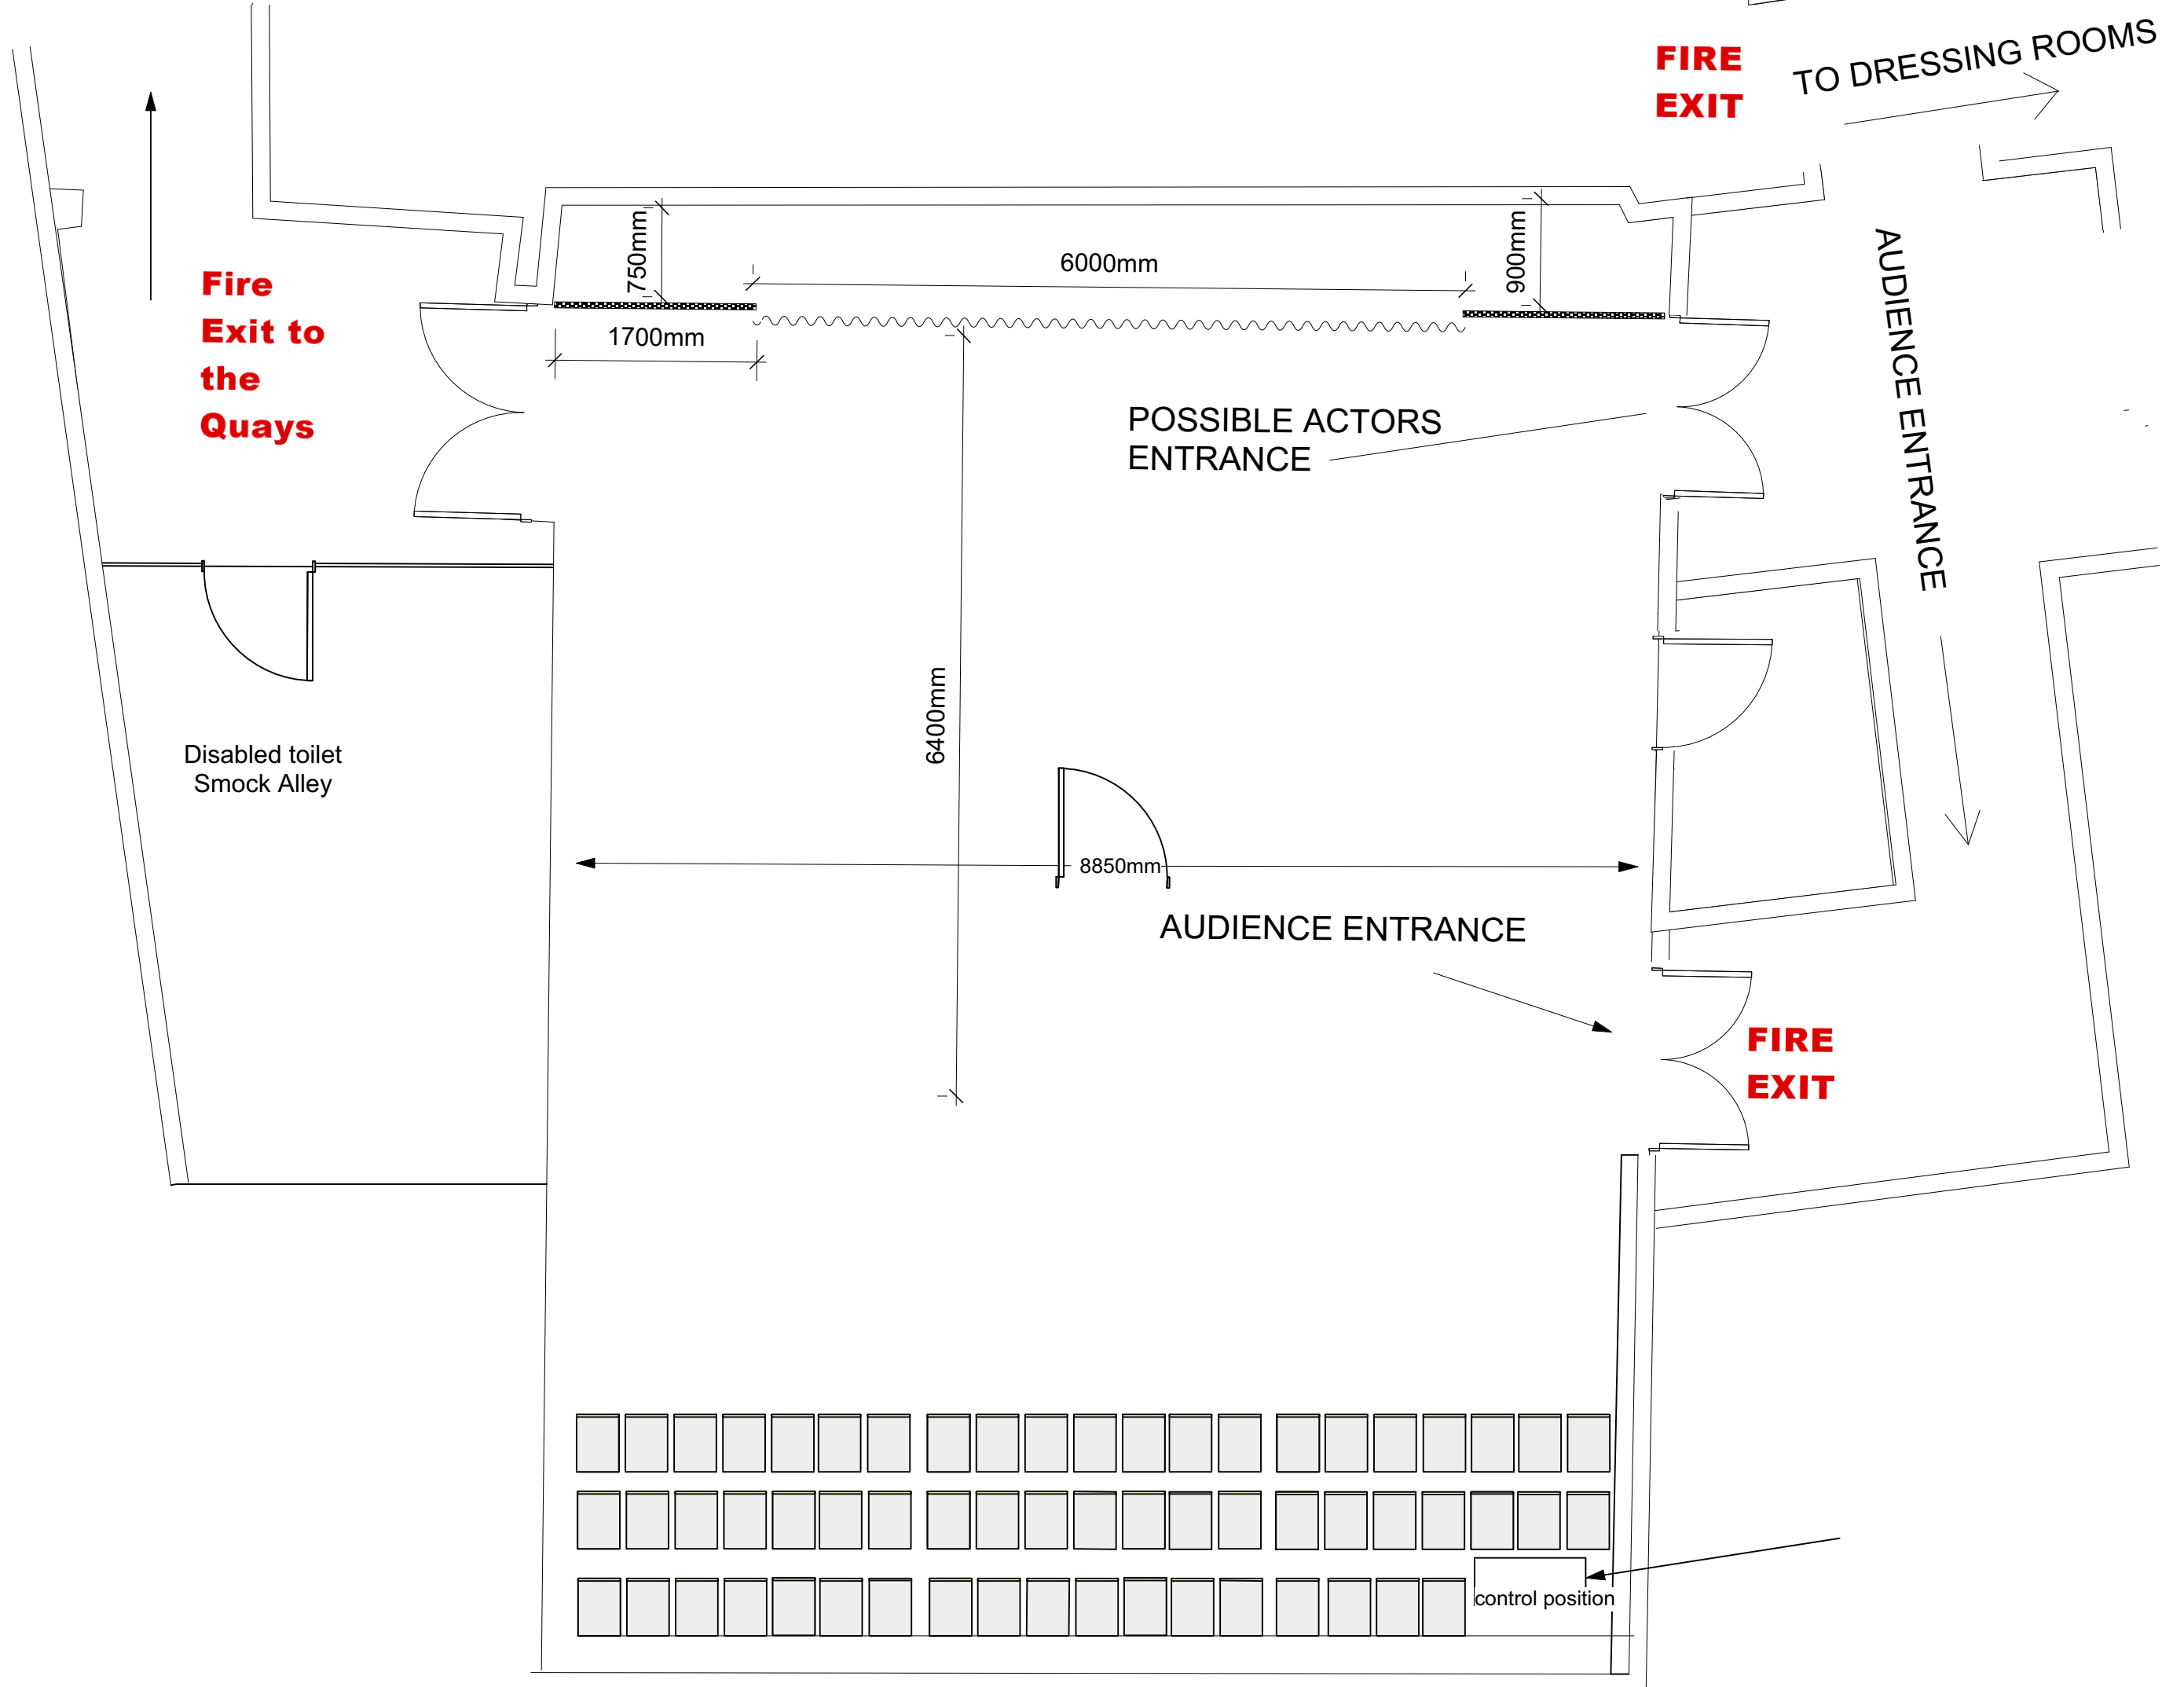 FIRE
EXIT
TO DRESSING ROOMS
750mm
6000mm
900mm
Fire
Exit to
the
Quays
1700mm
AUDIENCE ENTRANCE
POSSIBLE ACTORS
ENTRANCE
6400mm
Disabled toilet
Smock Alley
8850mm
AUDIENCE ENTRANCE
FIRE
EXIT
control position